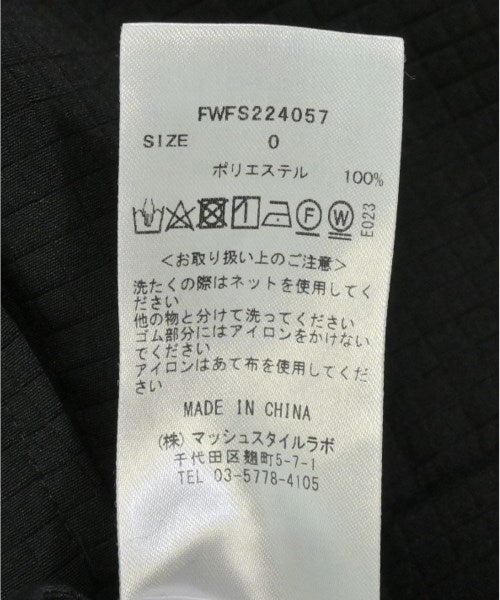 FWFS224057
SIZE 0
ポリエステル 100%
F W E023
<お取り扱い上のご注意>
洗たくの際はネットを使用してく
ださい
他の物と分けて洗ってください
ゴム部分にはアイロンをかけない
でください
アイロンはあて布を使用してくだ
さい
MADE IN CHINA
(株) マッシュスタイルラボ
千代田区麹町5-7-1
TEL 03-5778-4105